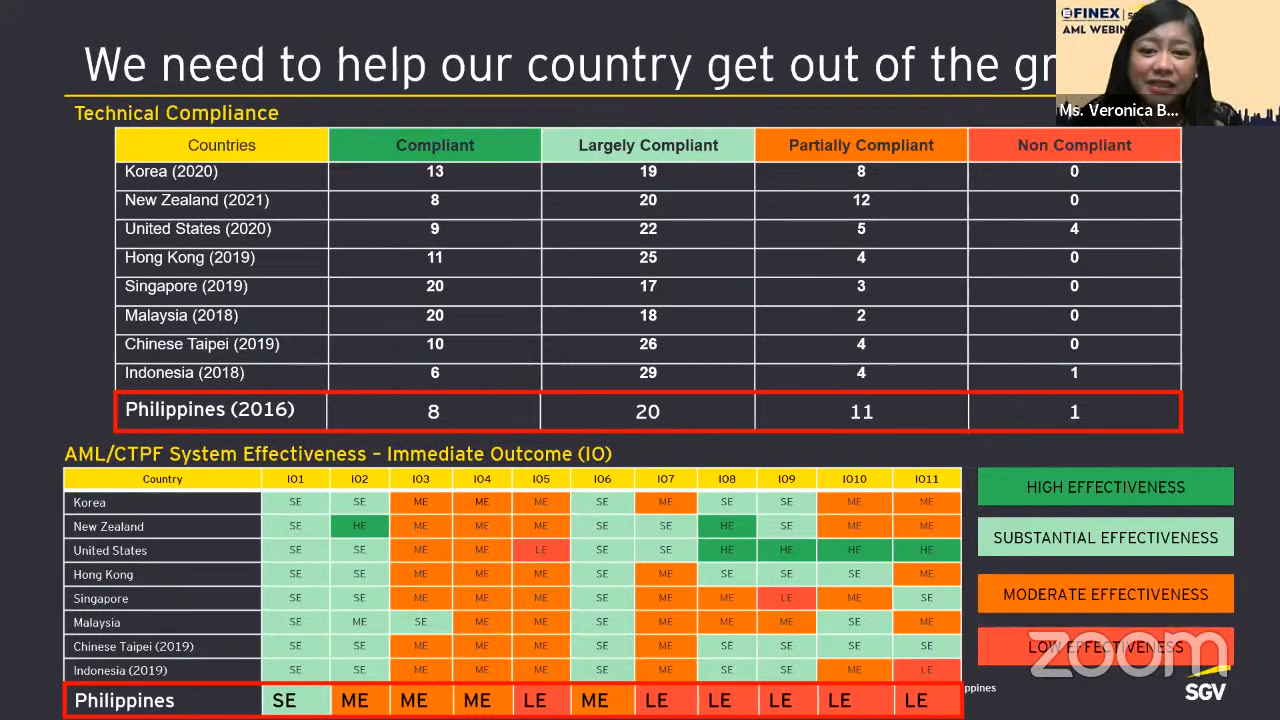 FINEX | S
AML WEBIN
Ms. Veronica B...
We need to help our country get out of the gr
Technical Compliance
Countries Compliant Largely Compliant Partially Compliant Non Compliant
Korea (2020) 13 19 8 0
New Zealand (2021) 8 20 12 0
United States (2020) 9 22 5 4
Hong Kong (2019) 11 25 4 0
Singapore (2019) 20 17 3 0
Malaysia (2018) 20 18 2 0
Chinese Taipei (2019) 10 26 4 0
Indonesia (2018) 6 29 4 1
Philippines (2016) 8 20 11 1
AML/CTPF System Effectiveness – Immediate Outcome (IO)
Country IO1 IO2 IO3 IO4 IO5 IO6 IO7 IO8 IO9 IO10 IO11
Korea SE SE ME ME ME SE ME SE SE ME ME
New Zealand SE HE ME ME ME SE SE HE SE ME ME
United States SE SE ME ME LE SE SE HE HE HE HE
Hong Kong SE SE ME ME ME SE ME SE SE SE ME
Singapore SE SE ME ME ME SE ME ME LE ME SE
Malaysia SE ME SE ME ME SE ME ME ME SE ME
Chinese Taipei (2019) SE SE ME ME ME SE ME SE SE SE SE
Indonesia (2019) SE SE ME ME ME SE ME SE SE ME LE
Philippines SE ME ME ME LE ME LE LE LE LE LE
HIGH EFFECTIVENESS
SUBSTANTIAL EFFECTIVENESS
MODERATE EFFECTIVENESS
LOW EFFECTIVENESS
zoom
ppines
SGV